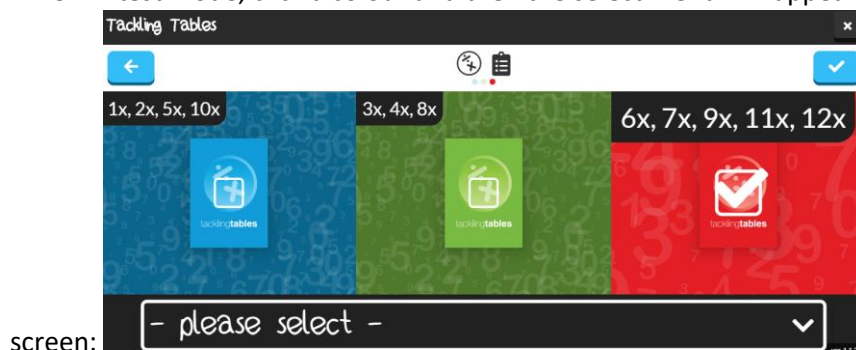 Tackling Tables
×
1x, 2x, 5x, 10x
3x, 4x, 8x
6x, 7x, 9x, 11x, 12x
tacklingtables
tacklingtables
tacklingtables
- please select -
screen: